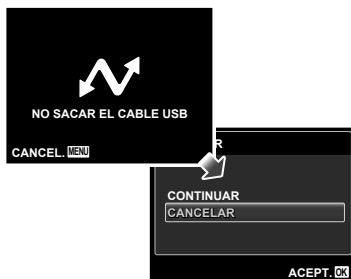 NO SACAR EL CABLE USB
CANCEL. MENU
R
CONTINUAR
CANCELAR
ACEPT. OK